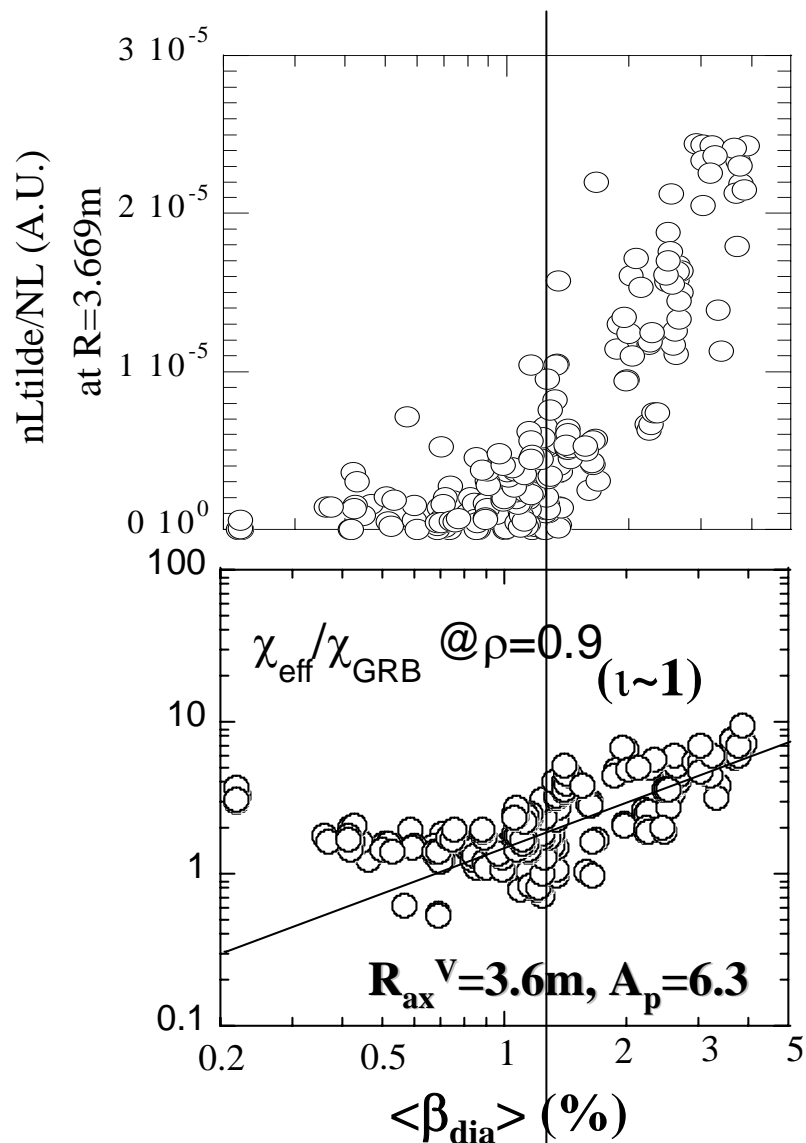 nLtilde/NL (A.U.)
at R=3.669m
3 10⁻⁵
2 10⁻⁵
1 10⁻⁵
0 10⁰
100
10
1
0.1
χeff/χGRB @ρ=0.9
(ι~1)
RaxV=3.6m, Ap=6.3
0.2 0.5 1 2 3 5
<βdia> (%)